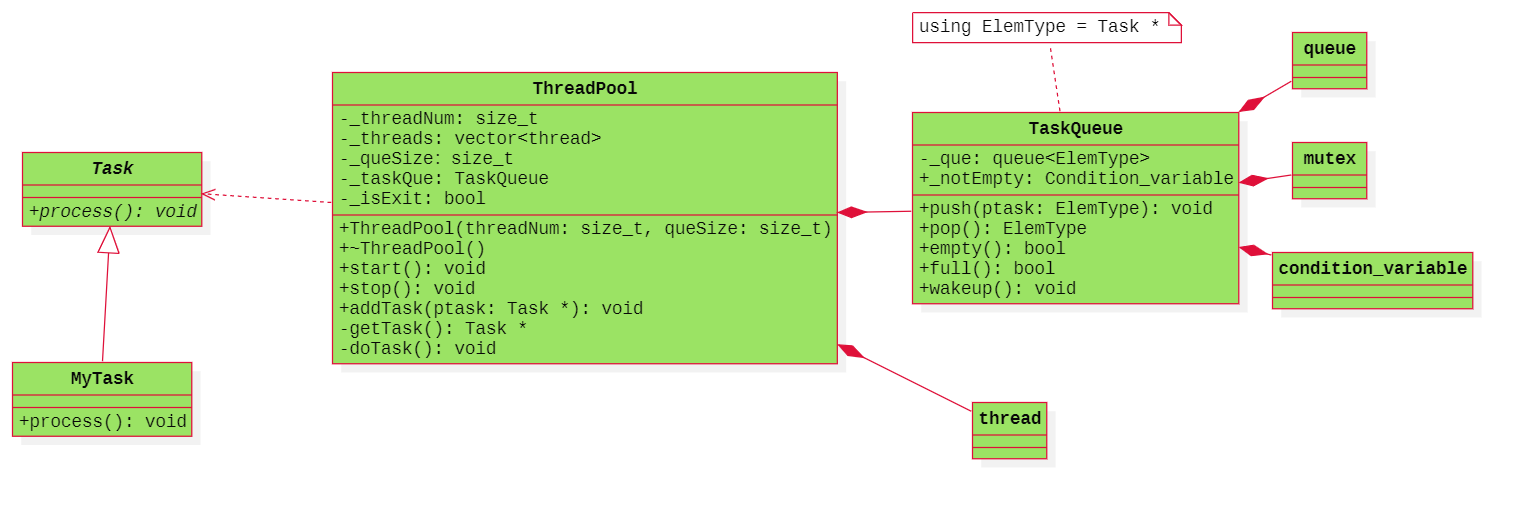 using ElemType = Task *
queue
ThreadPool
-_threadNum: size_t
-_threads: vector<thread>
-_queSize: size_t
-_taskQue: TaskQueue
-_isExit: bool
+ThreadPool(threadNum: size_t, queSize: size_t)
+~ThreadPool()
+start(): void
+stop(): void
+addTask(ptask: Task *): void
-getTask(): Task *
-doTask(): void
TaskQueue
-_que: queue<ElemType>
+_notEmpty: Condition_variable
+push(ptask: ElemType): void
+pop(): ElemType
+empty(): bool
+full(): bool
+wakeup(): void
mutex
Task
+process(): void
condition_variable
MyTask
+process(): void
thread